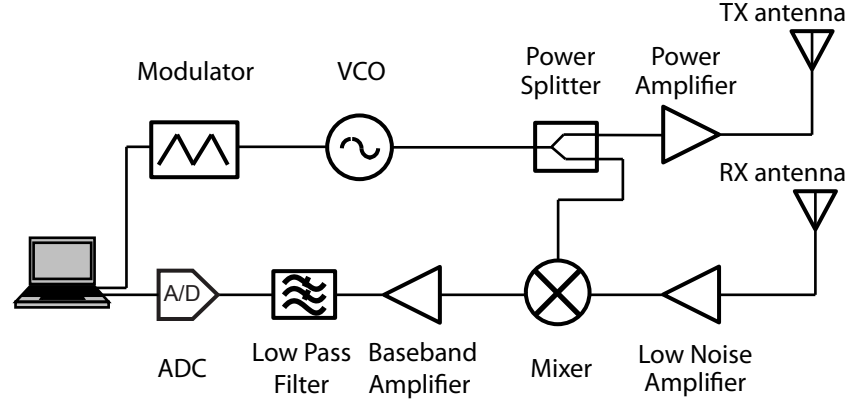 TX antenna
Modulator
VCO
Power
Splitter
Power
Amplifier
RX antenna
A/D
ADC
Low Pass
Filter
Baseband
Amplifier
Mixer
Low Noise
Amplifier